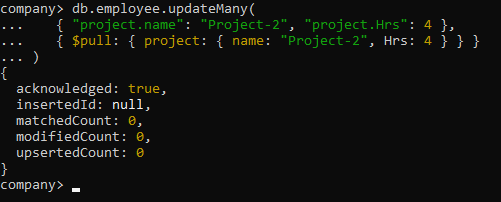 company> db.employee.updateMany(
...     { "project.name": "Project-2", "project.Hrs": 4 },
...     { $pull: { project: { name: "Project-2", Hrs: 4 } } }
... )
{
  acknowledged: true,
  insertedId: null,
  matchedCount: 0,
  modifiedCount: 0,
  upsertedCount: 0
}
company> _